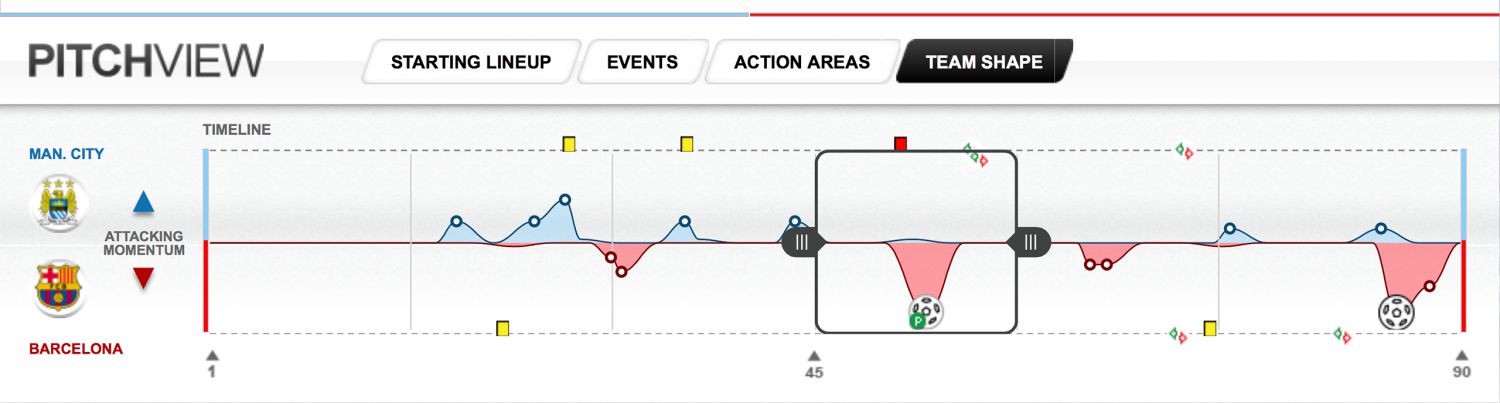 PITCHVIEW
STARTING LINEUP
EVENTS
ACTION AREAS
TEAM SHAPE
TIMELINE
MAN. CITY
ATTACKING
MOMENTUM
BARCELONA
P
1
45
90